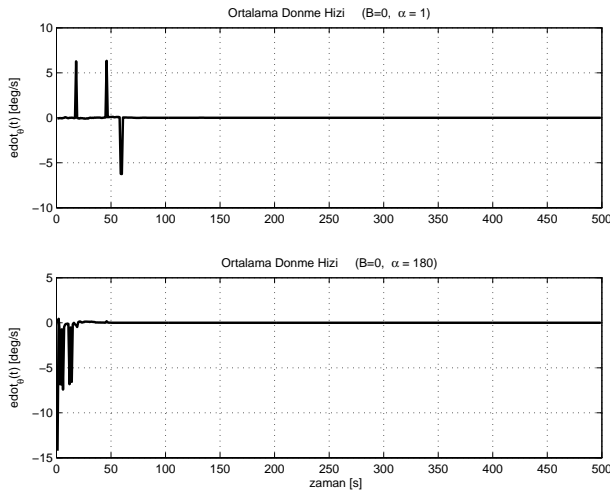 Ortalama Donme Hizi (B=0, α = 1)
10
5
0
−5
−10
edot_θ(t) [deg/s]
0 50 100 150 200 250 300 350 400 450 500
Ortalama Donme Hizi (B=0, α = 180)
5
0
−5
−10
−15
edot_θ(t) [deg/s]
0 50 100 150 200 250 300 350 400 450 500
zaman [s]